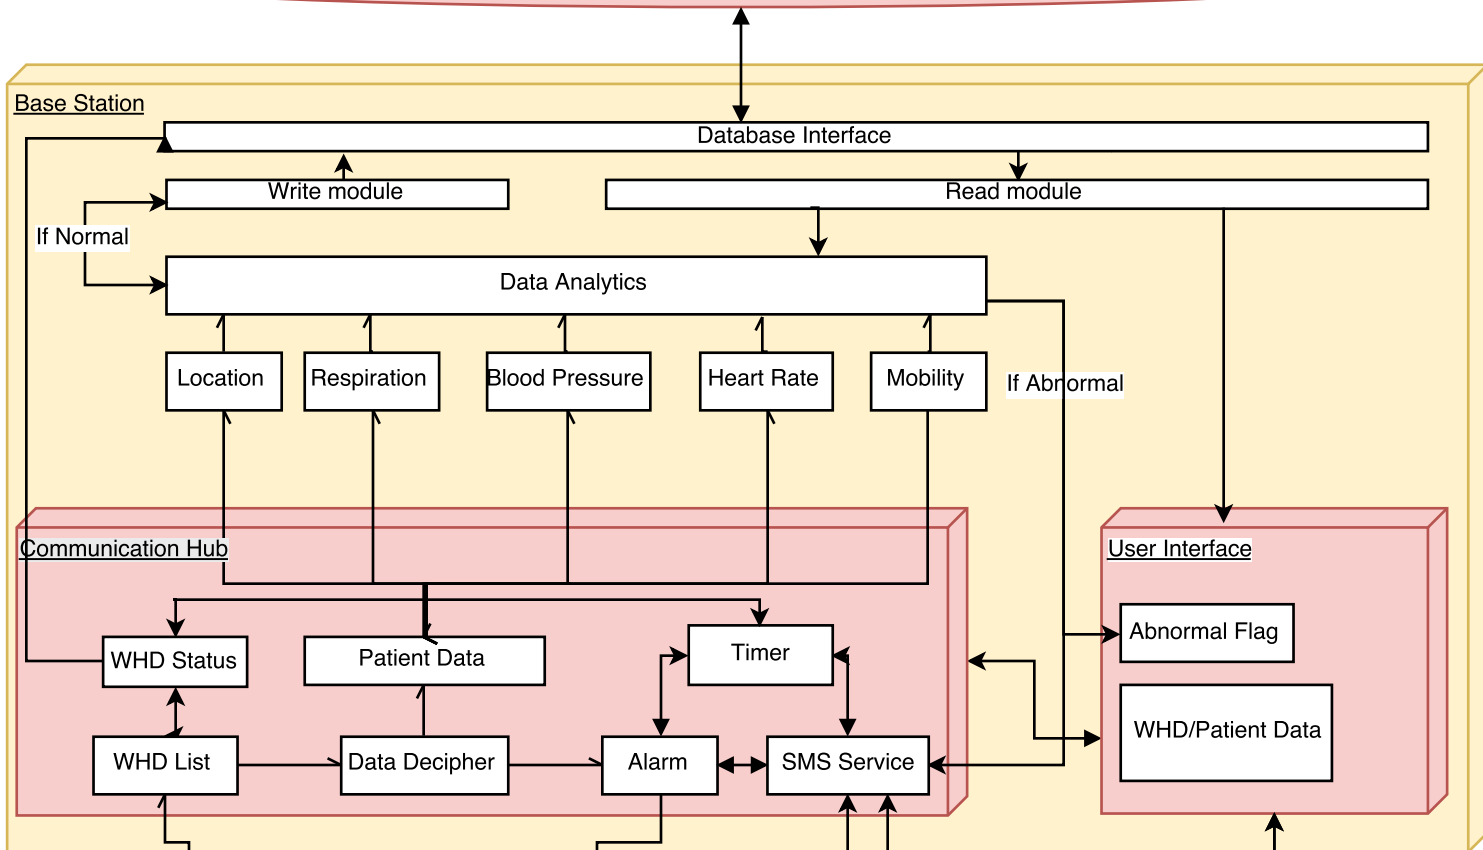 Base Station
Database Interface
Write module
Read module
If Normal
Data Analytics
Location
Respiration
Blood Pressure
Heart Rate
Mobility
If Abnormal
Communication Hub
User Interface
WHD Status
Patient Data
Timer
Abnormal Flag
WHD List
Data Decipher
Alarm
SMS Service
WHD/Patient Data